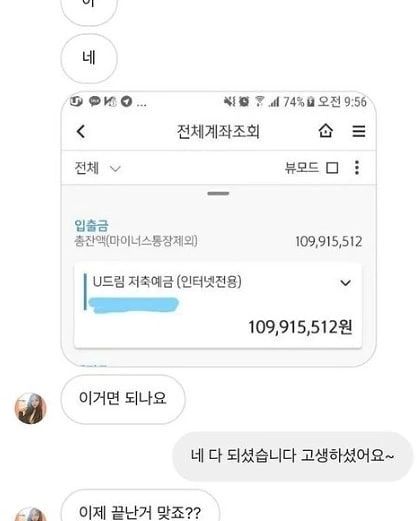 네
74% 오전 9:56
전체계좌조회
전체 뷰모드
입출금
총잔액(마이너스통장제외) 109,915,512
U드림 저축예금 (인터넷전용)
109,915,512원
이거면 되나요
네 다 되셨습니다 고생하셨어요~
이제 끝난거 맞죠??